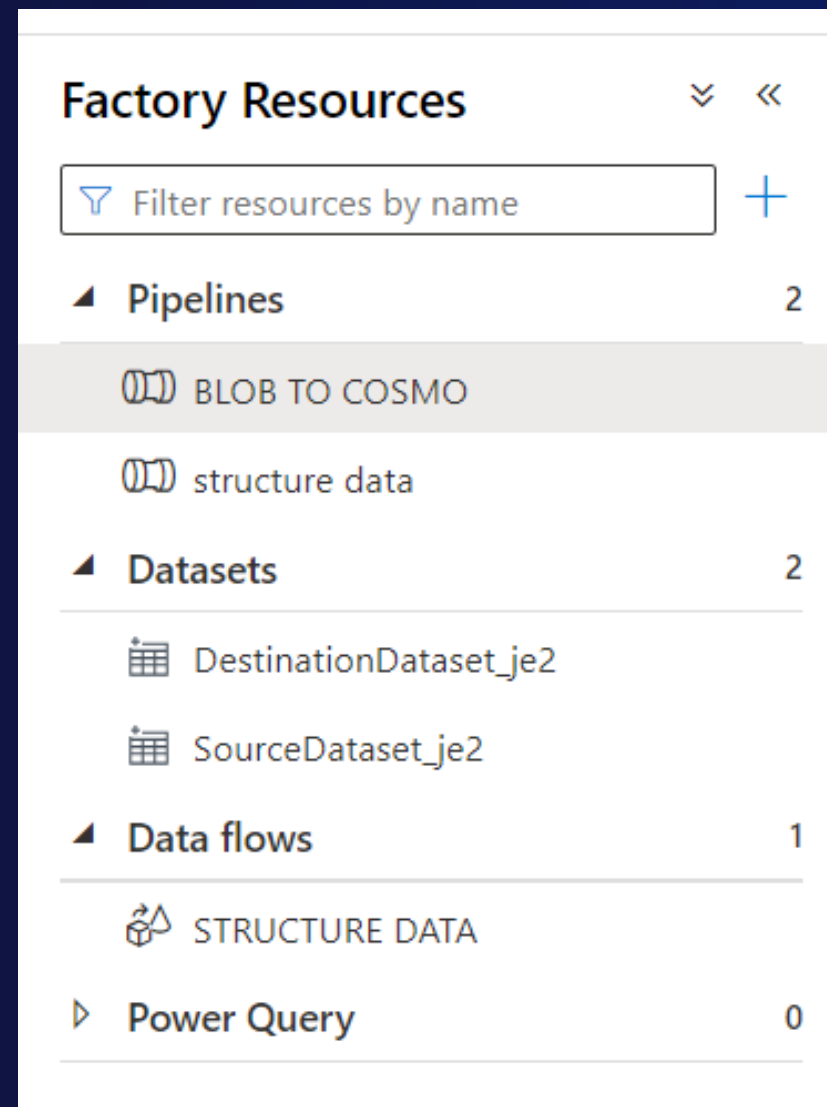 Factory Resources
Filter resources by name
Pipelines 2
BLOB TO COSMO
structure data
Datasets 2
DestinationDataset_je2
SourceDataset_je2
Data flows 1
STRUCTURE DATA
Power Query 0